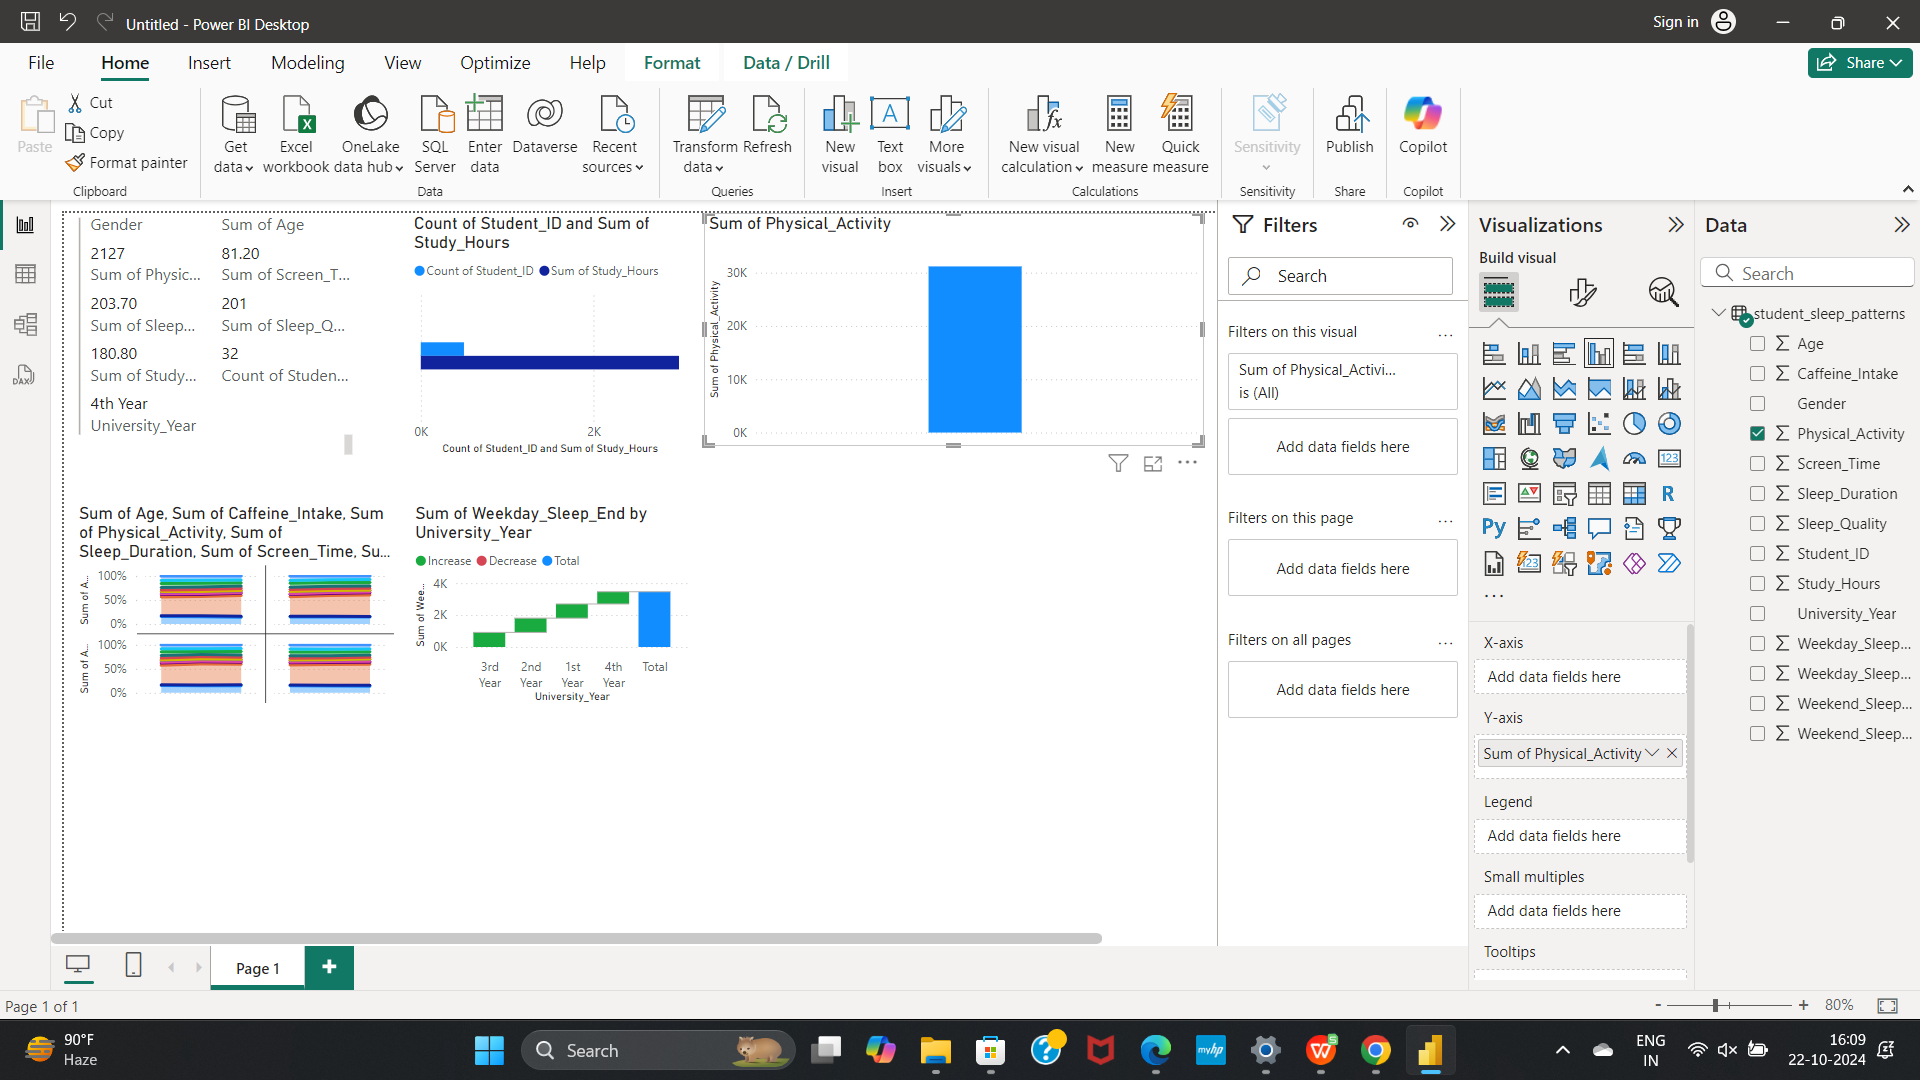 Untitled - Power BI Desktop
Sign in
File
Home
Insert
Modeling
View
Optimize
Help
Format
Data / Drill
Share
Paste
Cut
Copy
Format painter
Clipboard
Get data
Excel workbook
OneLake data hub
SQL Server
Enter data
Dataverse
Recent sources
Data
Transform data
Refresh
Queries
New visual
Text box
More visuals
Insert
New visual calculation
New measure
Quick measure
Calculations
Sensitivity
Sensitivity
Publish
Share
Copilot
Copilot
Gender
Sum of Age
2127
81.20
Sum of Physic...
Sum of Screen_T...
203.70
201
Sum of Sleep...
Sum of Sleep_Q...
180.80
32
Sum of Study...
Count of Studen...
4th Year
University_Year
Count of Student_ID and Sum of
Study_Hours
Count of Student_ID
Sum of Study_Hours
0K
2K
Count of Student_ID and Sum of Study_Hours
Sum of Physical_Activity
Sum of Physical_Activity
30K
20K
10K
0K
Sum of Age, Sum of Caffeine_Intake, Sum
of Physical_Activity, Sum of
Sleep_Duration, Sum of Screen_Time, Su...
Sum of A...
100%
50%
0%
Sum of A...
100%
50%
0%
Sum of Weekday_Sleep_End by
University_Year
Increase
Decrease
Total
Sum of Wee...
4K
2K
0K
3rd Year
2nd Year
1st Year
4th Year
Total
University_Year
Filters
Search
Filters on this visual
...
Sum of Physical_Activi...
is (All)
Add data fields here
Filters on this page
...
Add data fields here
Filters on all pages
...
Add data fields here
Visualizations
Build visual
123
R
Py
123
...
X-axis
Add data fields here
Y-axis
Sum of Physical_Activity
Legend
Add data fields here
Small multiples
Add data fields here
Tooltips
Data
Search
student_sleep_patterns
Age
Caffeine_Intake
Gender
Physical_Activity
Screen_Time
Sleep_Duration
Sleep_Quality
Student_ID
Study_Hours
University_Year
Weekday_Sleep...
Weekday_Sleep...
Weekend_Sleep...
Weekend_Sleep...
Page 1
Page 1 of 1
- + 80%
90°F
Haze
Search
myhp
ENG
IN
16:09
22-10-2024